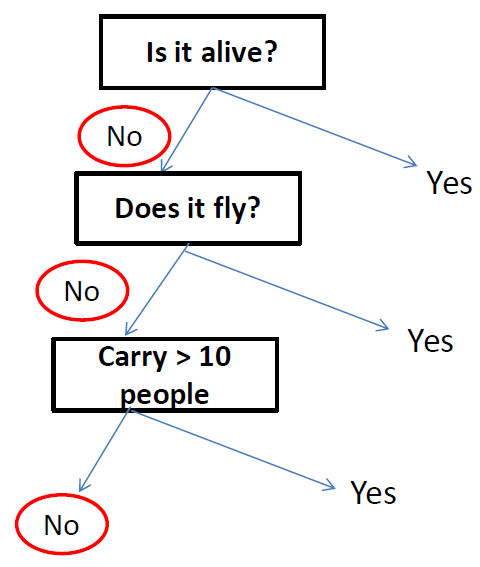 Is it alive?
No
Yes
Does it fly?
No
Yes
Carry > 10
people
Yes
No